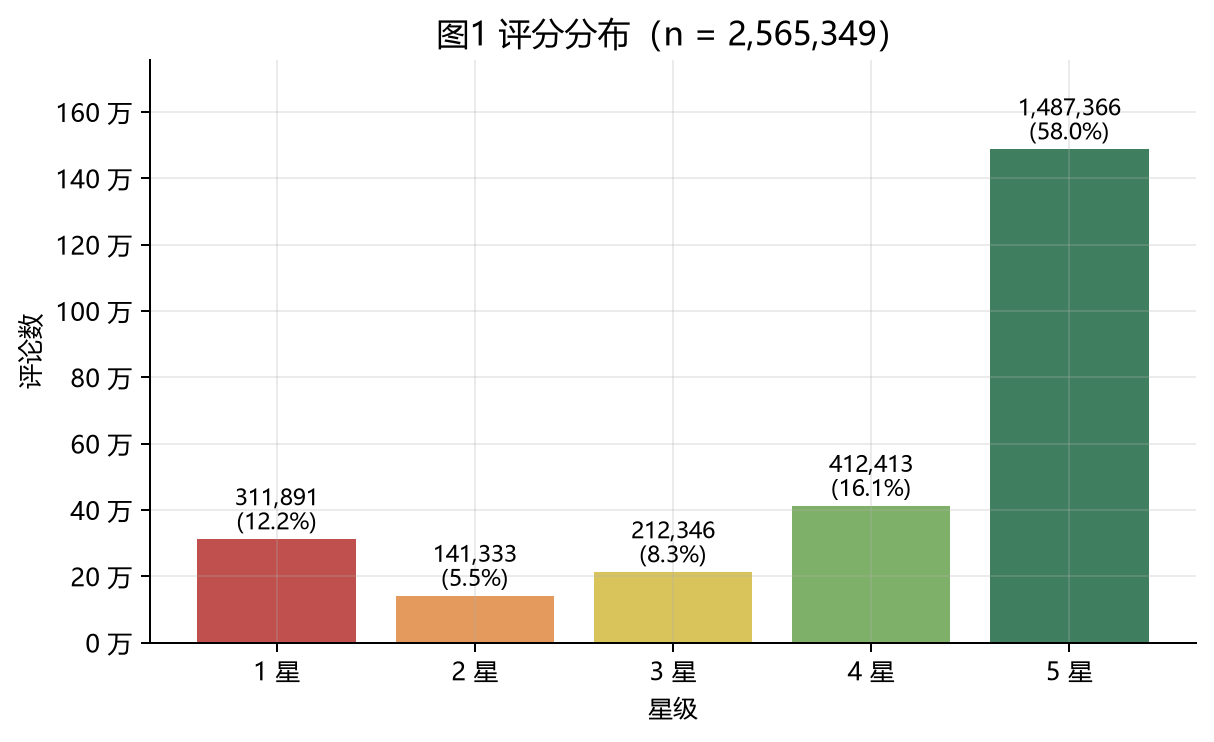 图1 评分分布（n = 2,565,349）
评论数
160 万
140 万
120 万
100 万
80 万
60 万
40 万
20 万
0 万
311,891
(12.2%)
141,333
(5.5%)
212,346
(8.3%)
412,413
(16.1%)
1,487,366
(58.0%)
1 星
2 星
3 星
4 星
5 星
星级